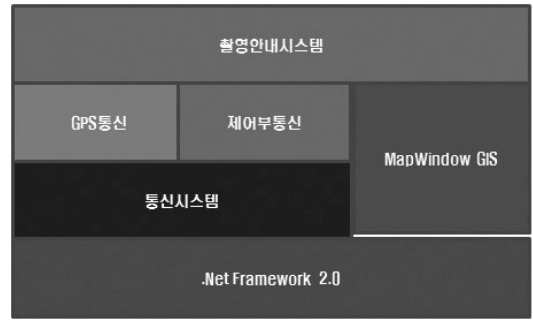 촬영안내시스템
GPS통신
제어부통신
MapWindow GIS
통신시스템
.Net Framework 2.0